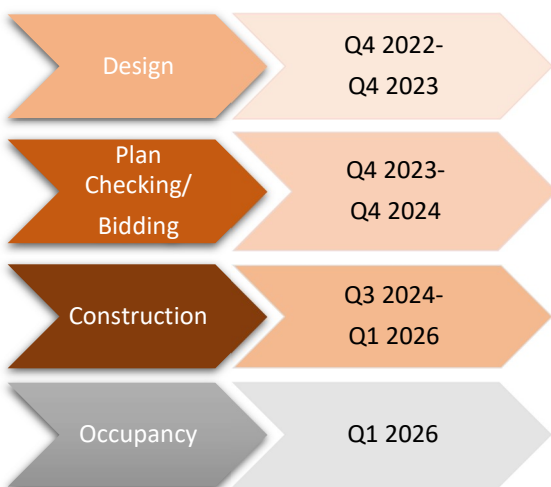 Design
Q4 2022-
Q4 2023
Plan
Checking/
Bidding
Q4 2023-
Q4 2024
Construction
Q3 2024-
Q1 2026
Occupancy
Q1 2026